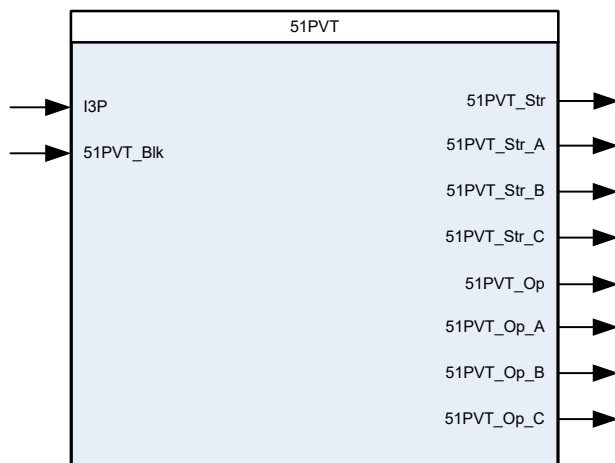 51PVT
I3P
51PVT_Blk
51PVT_Str
51PVT_Str_A
51PVT_Str_B
51PVT_Str_C
51PVT_Op
51PVT_Op_A
51PVT_Op_B
51PVT_Op_C